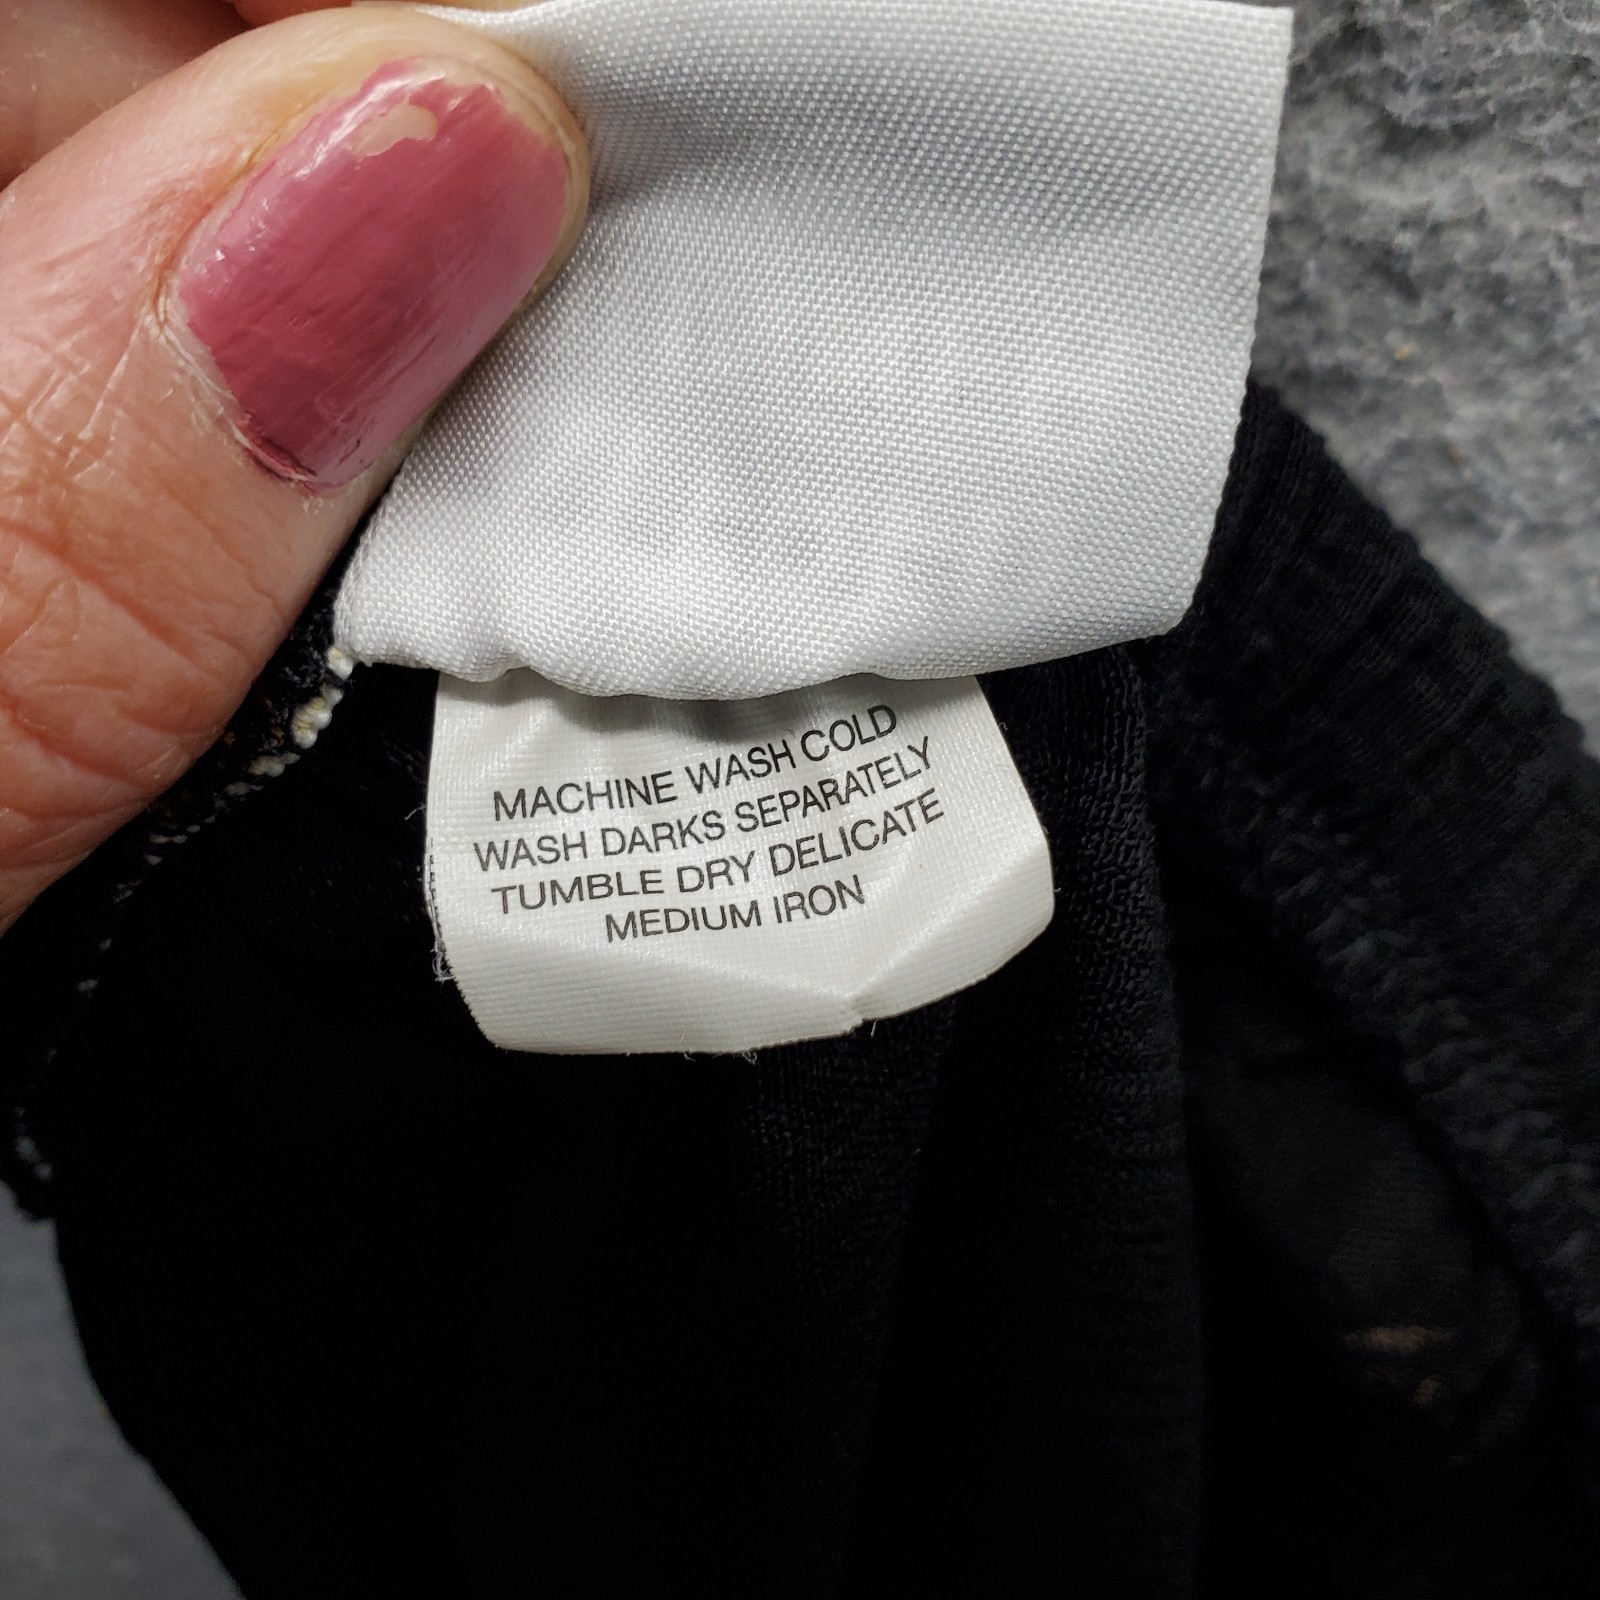 MACHINE WASH COLD
WASH DARKS SEPARATELY
TUMBLE DRY DELICATE
MEDIUM IRON